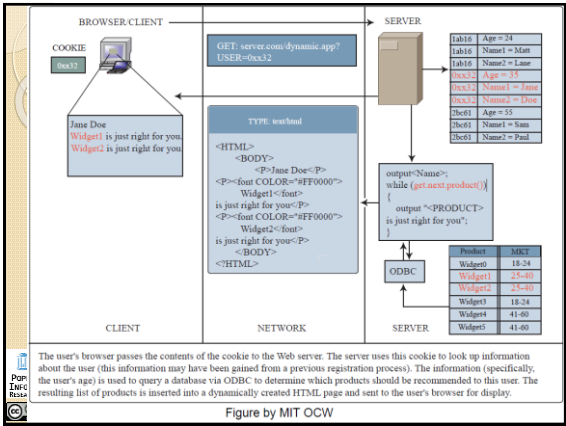 BROWSER/CLIENT
SERVER
COOKIE
0xx32
GET: server.com/dynamic.app?
USER=0xx32
1ab16 Age = 24
1ab16 Name1 = Matt
1ab16 Name2 = Lane
0xx32 Age = 35
0xx32 Name1 = Jane
0xx32 Name2 = Doe
2bc61 Age = 55
2bc61 Name1 = Sam
2bc61 Name2 = Paul
Jane Doe
Widget1 is just right for you.
Widget2 is just right for you.
TYPE: text/html
<HTML>
<BODY>
<P>Jane Doe</P>
<P><font COLOR="#FF0000">
Widget1</font>
is just right for you</P>
<P><font COLOR="#FF0000">
Widget2</font>
is just right for you</P>
</BODY>
<?HTML>
output<Name>;
while (get.next.product())
{
output "<PRODUCT>
is just right for you";
}
ODBC
Product MKT
Widget0 18-24
Widget1 25-40
Widget2 25-40
Widget3 18-24
Widget4 41-60
Widget5 41-60
CLIENT
NETWORK
SERVER
The user's browser passes the contents of the cookie to the Web server. The server uses this cookie to look up information
about the user (this information may have been gained from a previous registration process). The information (specifically,
the user's age) is used to query a database via ODBC to determine which products should be recommended to this user. The
resulting list of products is inserted into a dynamically created HTML page and sent to the user's browser for display.
Figure by MIT OCW